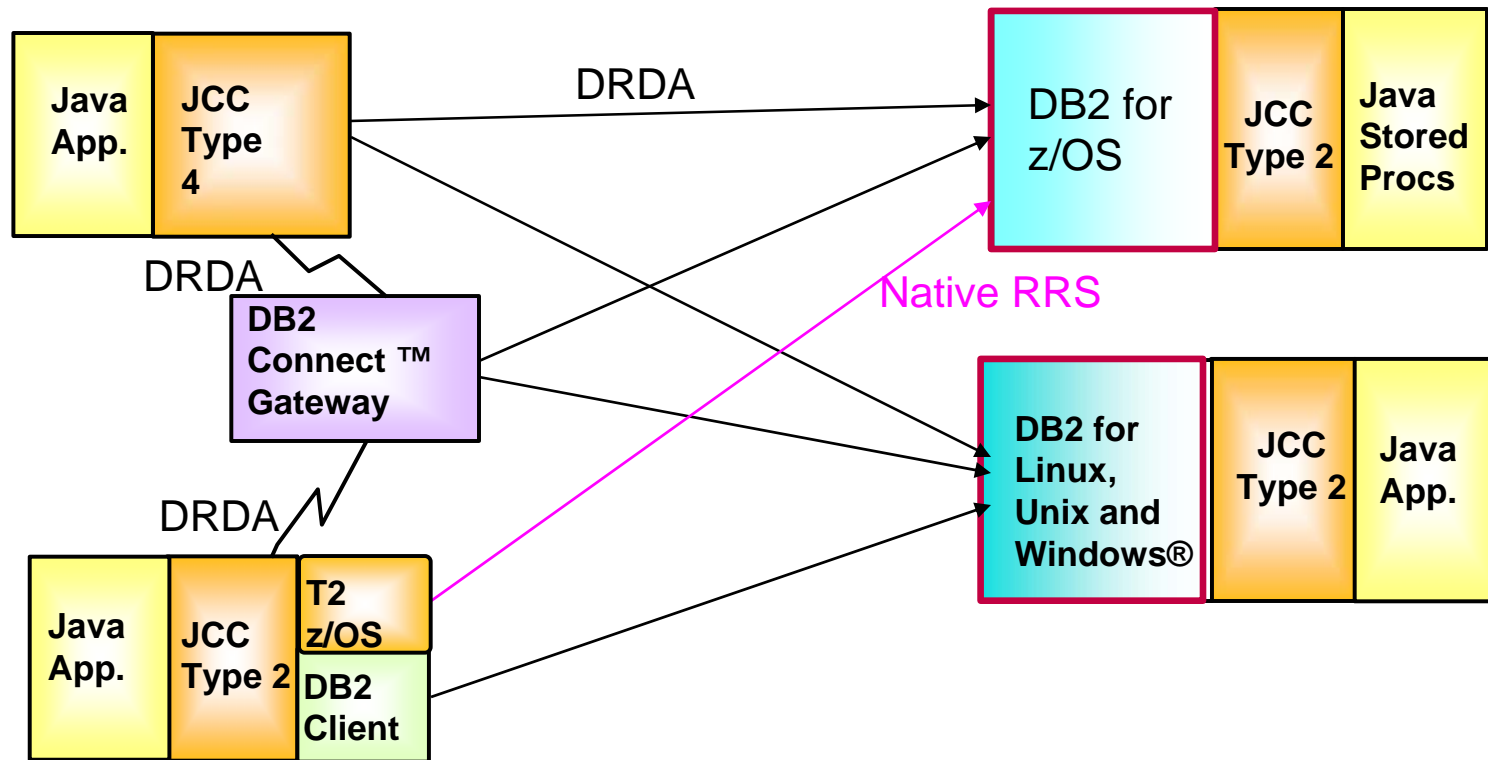 Java
App.
JCC
Type
4
DRDA
DB2 for
z/OS
JCC
Type 2
Java
Stored
Procs
DRDA
Native RRS
DB2
Connect ™
Gateway
DB2 for
Linux,
Unix and
Windows®
JCC
Type 2
Java
App.
DRDA
Java
App.
JCC
Type 2
T2
z/OS
DB2
Client